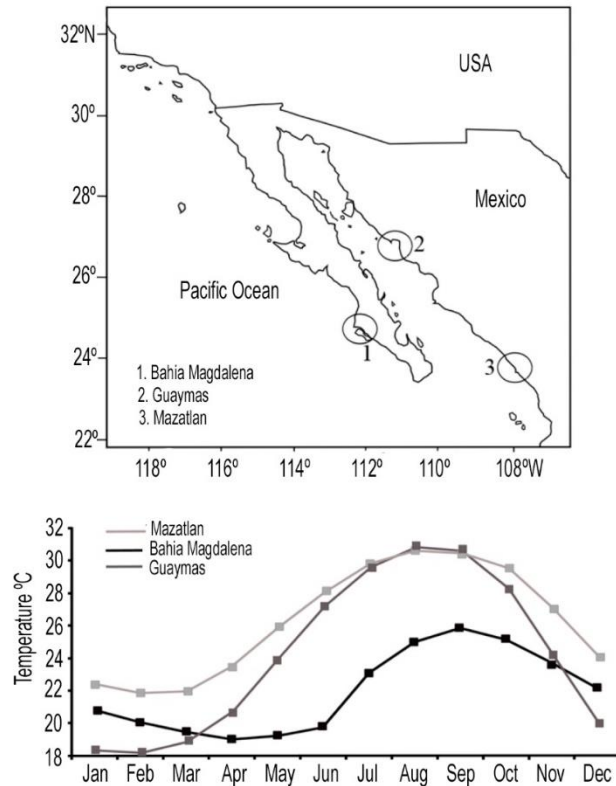 32ºN
USA
30º
28º
Mexico
2
26º
Pacific Ocean
1
24º
3
1. Bahia Magdalena
2. Guaymas
3. Mazatlan
22º
118º 116º 114º 112º 110º 108ºW
32
Mazatlan
30
Bahia Magdalena
28
Guaymas
26
24
22
20
18
Temperature ºC
Jan Feb Mar Apr May Jun Jul Aug Sep Oct Nov Dec